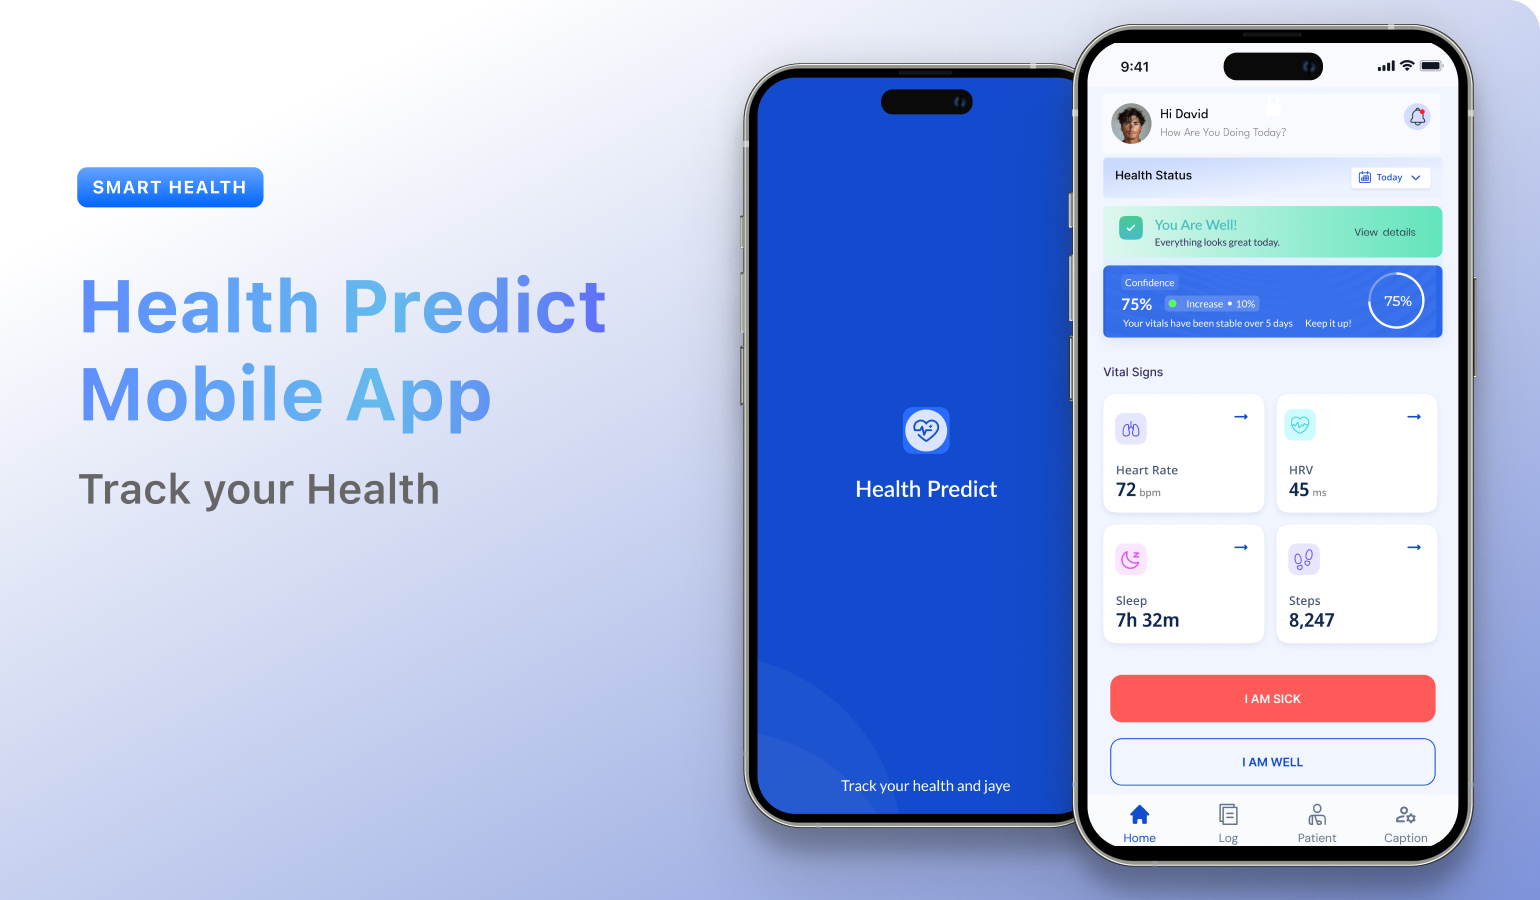 SMART HEALTH
Health Predict
Mobile App
Track your Health
Health Predict
Track your health and jaye
9:41
Hi David
How Are You Doing Today?
Health Status
Today
You Are Well!
Everything looks great today.
View details
Confidence
75%
Increase • 10%
Your vitals have been stable over 5 days Keep it up!
75%
Vital Signs
Heart Rate
72 bpm
HRV
45 ms
Sleep
7h 32m
Steps
8,247
I AM SICK
I AM WELL
Home
Log
Patient
Caption